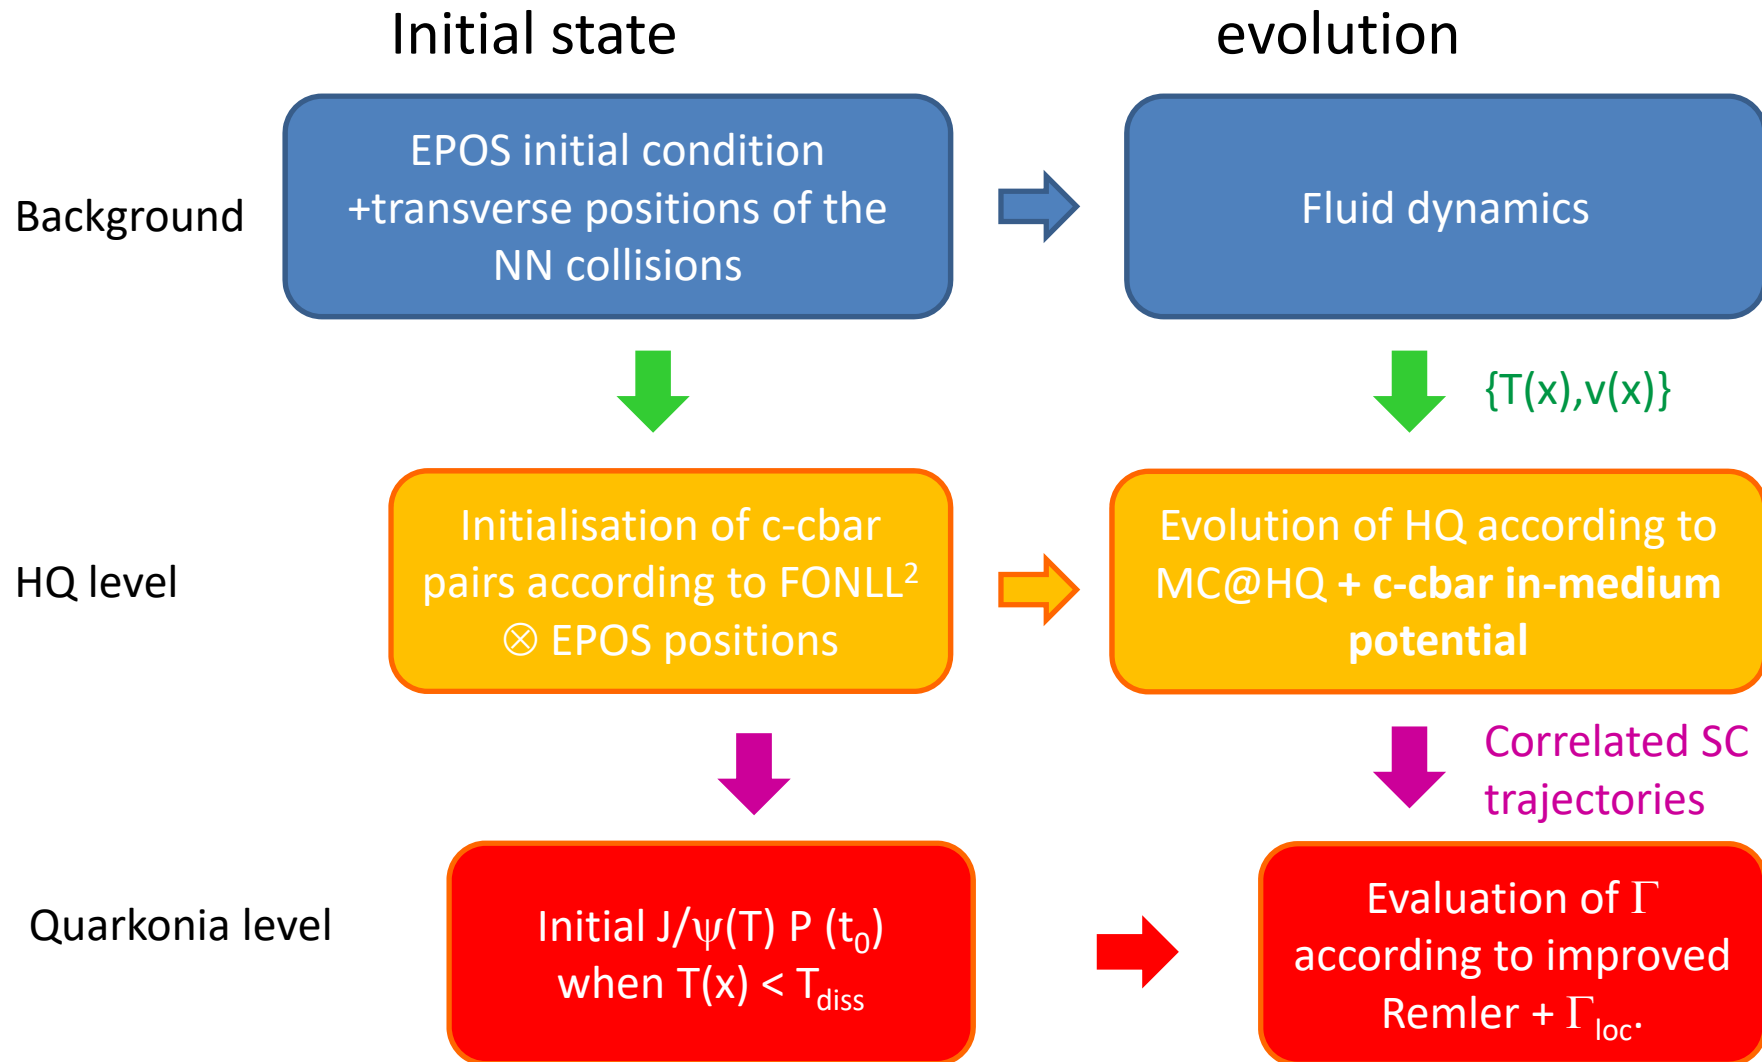 Initial state
evolution
Background
EPOS initial condition
+transverse positions of the
NN collisions
Fluid dynamics
{T(x),v(x)}
HQ level
Initialisation of c-cbar
pairs according to FONLL²
⊗ EPOS positions
Evolution of HQ according to
MC@HQ + c-cbar in-medium
potential
Correlated SC
trajectories
Quarkonia level
Initial J/ψ(T) P (t₀)
when T(x) < T_diss
Evaluation of Γ
according to improved
Remler + Γ_loc.